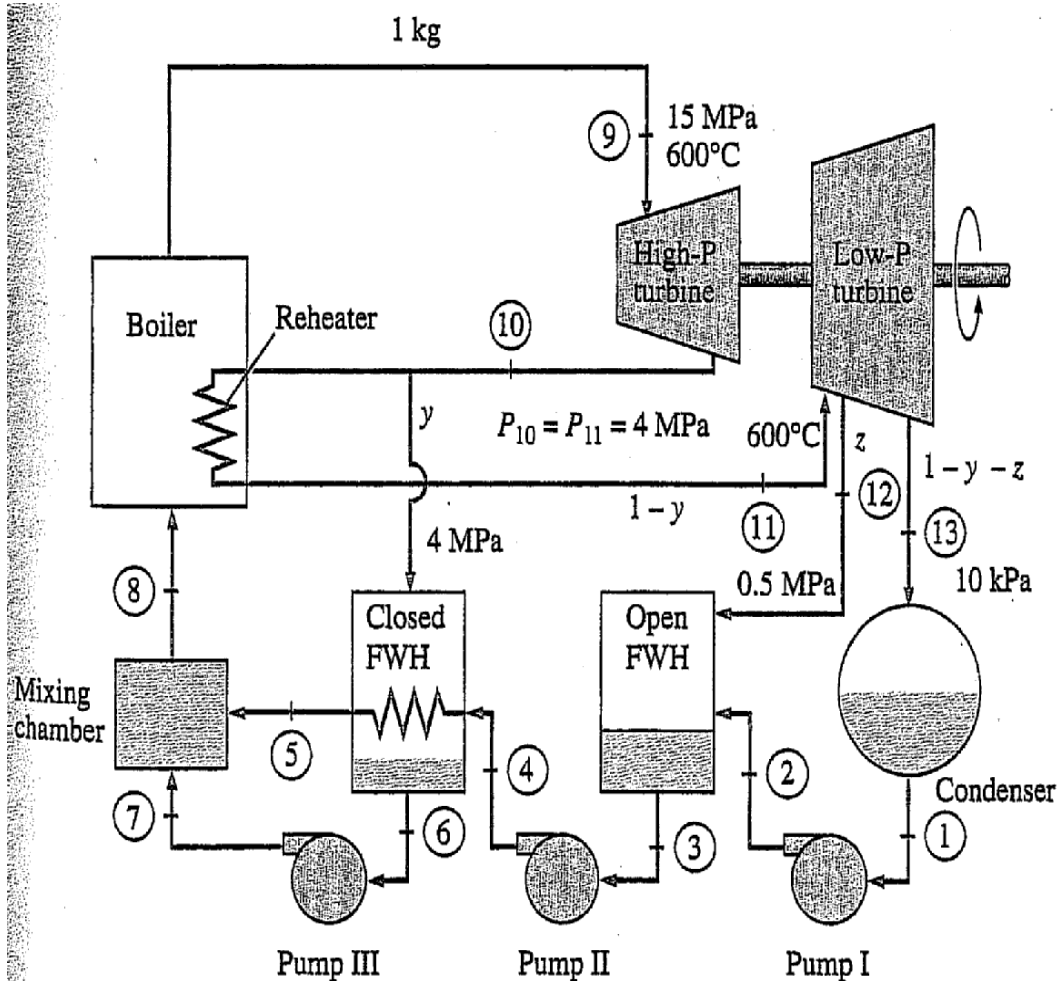 1 kg
9
15 MPa
600°C
High-P
turbine
Low-P
turbine
Boiler
Reheater
10
y
P10 = P11 = 4 MPa
600°C
z
12
1 – y – z
1 – y
11
13
4 MPa
0.5 MPa
10 kPa
8
Closed
FWH
Open
FWH
Mixing
chamber
5
4
2
Condenser
7
6
3
1
Pump III
Pump II
Pump I